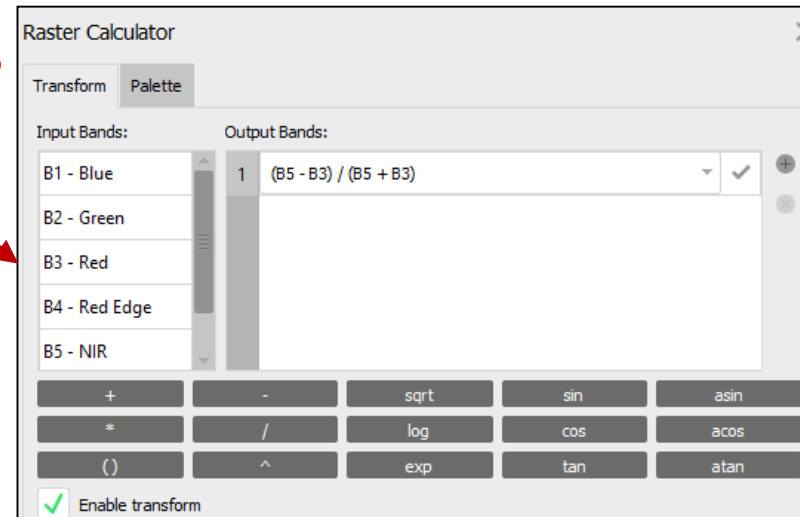 Raster Calculator
Transform Palette
Input Bands: Output Bands:
B1 - Blue 1 (B5 - B3) / (B5 + B3)
B2 - Green
B3 - Red
B4 - Red Edge
B5 - NIR
+ - sqrt sin asin
* / log cos acos
() ^ exp tan atan
Enable transform